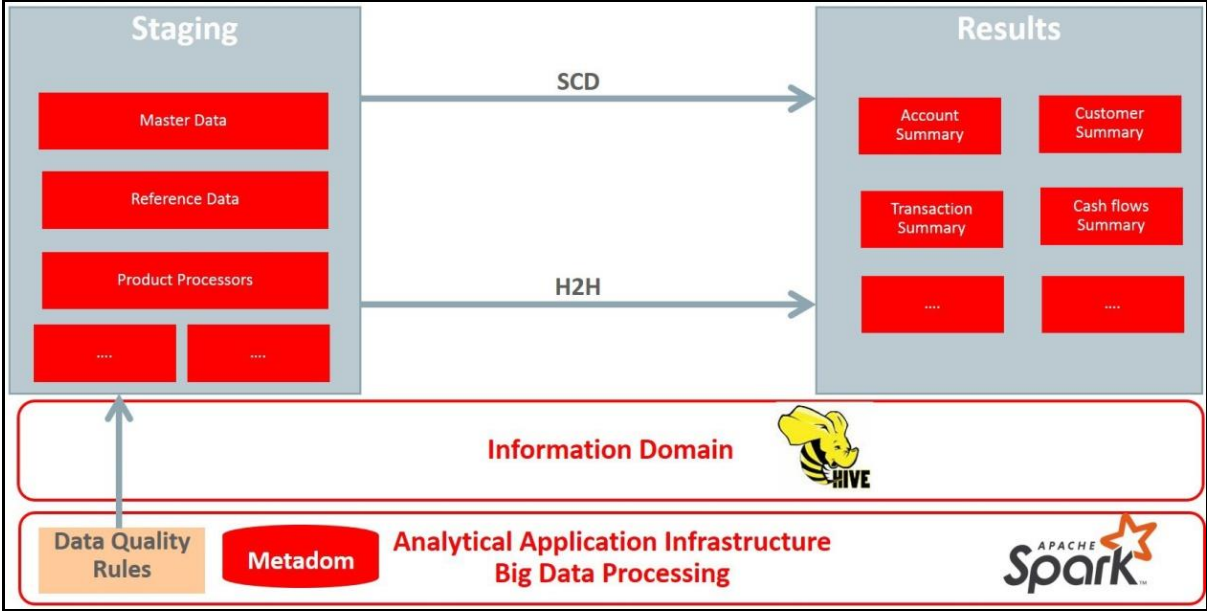 Staging
Results
SCD
Master Data
Account
Summary
Customer
Summary
Reference Data
Transaction
Summary
Cash flows
Summary
Product Processors
H2H
....
....
....
....
Information Domain
HIVE
Data Quality
Rules
Metadom
Analytical Application Infrastructure
Big Data Processing
APACHE
Spark
TM